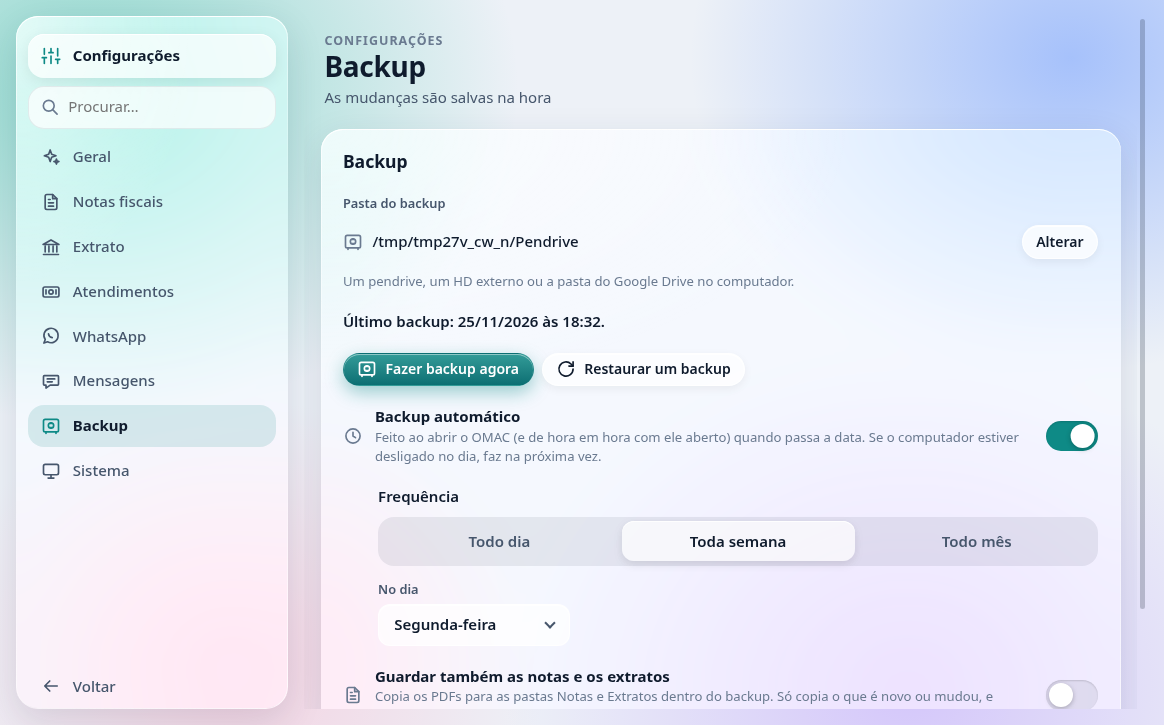 Configurações
Procurar...
Geral
Notas fiscais
Extrato
Atendimentos
WhatsApp
Mensagens
Backup
Sistema
Voltar
CONFIGURAÇÕES
Backup
As mudanças são salvas na hora
Backup
Pasta do backup
/tmp/tmp27v_cw_n/Pendrive
Alterar
Um pendrive, um HD externo ou a pasta do Google Drive no computador.
Último backup: 25/11/2026 às 18:32.
Fazer backup agora
Restaurar um backup
Backup automático
Feito ao abrir o OMAC (e de hora em hora com ele aberto) quando passa a data. Se o computador estiver
desligado no dia, faz na próxima vez.
Frequência
Todo dia
Toda semana
Todo mês
No dia
Segunda-feira
Guardar também as notas e os extratos
Copia os PDFs para as pastas Notas e Extratos dentro do backup. Só copia o que é novo ou mudou, e